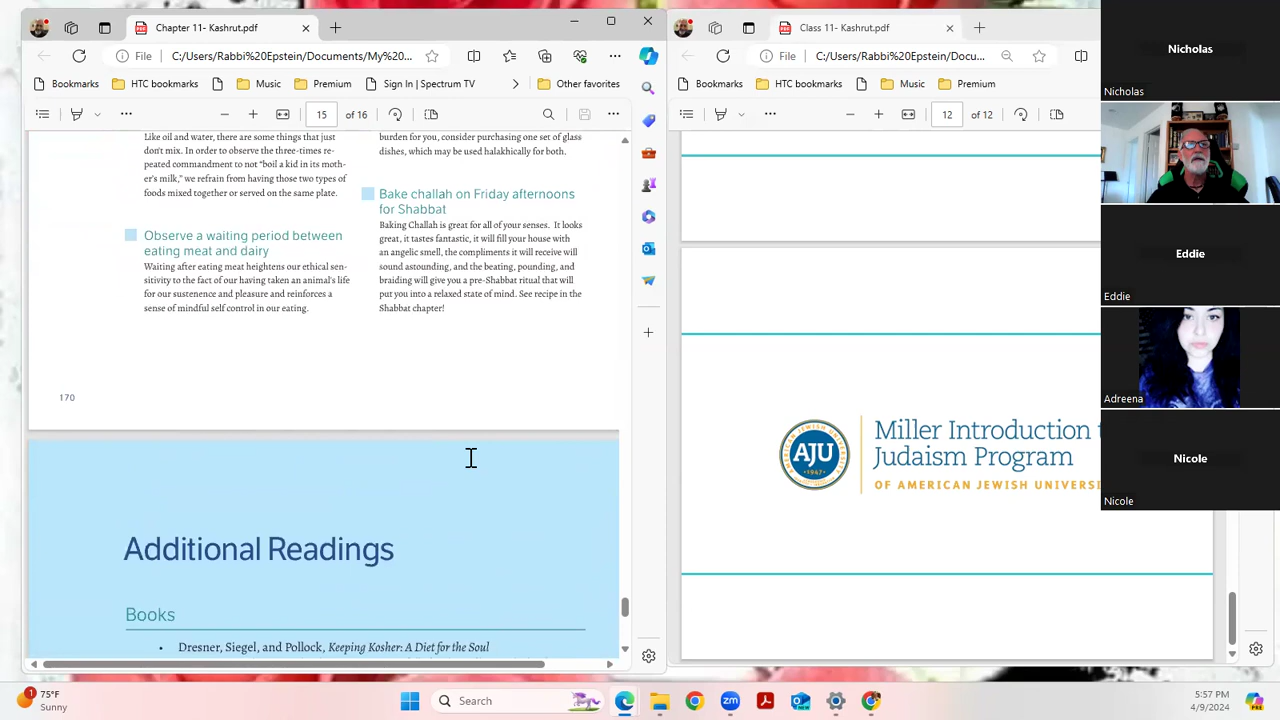 Chapter 11- Kashrut.pdf
File
C:/Users/Rabbi%20Epstein/Documents/My%20...
Bookmarks
HTC bookmarks
Music
Premium
Sign In | Spectrum TV
Other favorites
15
of 16
Like oil and water, there are some things that just
don't mix. In order to observe the three-times re-
peated commandment to not "boil a kid in its moth-
er's milk," we refrain from having those two types of
foods mixed together or served on the same plate.
Observe a waiting period between
eating meat and dairy
Waiting after eating meat heightens our ethical sen-
sitivity to the fact of our having taken an animal's life
for our sustenence and pleasure and reinforces a
sense of mindful self control in our eating.
burden for you, consider purchasing one set of glass
dishes, which may be used halakhically for both.
Bake challah on Friday afternoons
for Shabbat
Baking Challah is great for all of your senses. It looks
great, it tastes fantastic, it will fill your house with
an angelic smell, the compliments it will receive will
sound astounding, and the beating, pounding, and
braiding will give you a pre-Shabbat ritual that will
put you into a relaxed state of mind. See recipe in the
Shabbat chapter!
170
Additional Readings
Books
• Dresner, Siegel, and Pollock, Keeping Kosher: A Diet for the Soul
Class 11- Kashrut.pdf
File
C:/Users/Rabbi%20Epstein/Docu...
Bookmarks
HTC bookmarks
Music
Premium
12
of 12
AJU
1947
Miller Introduction
Judaism Program
OF AMERICAN JEWISH UNIVERS
Nicholas
Nicholas
Eddie
Eddie
Adreena
Nicole
Nicole
1
75°F
Sunny
Search
zm
5:57 PM
4/9/2024